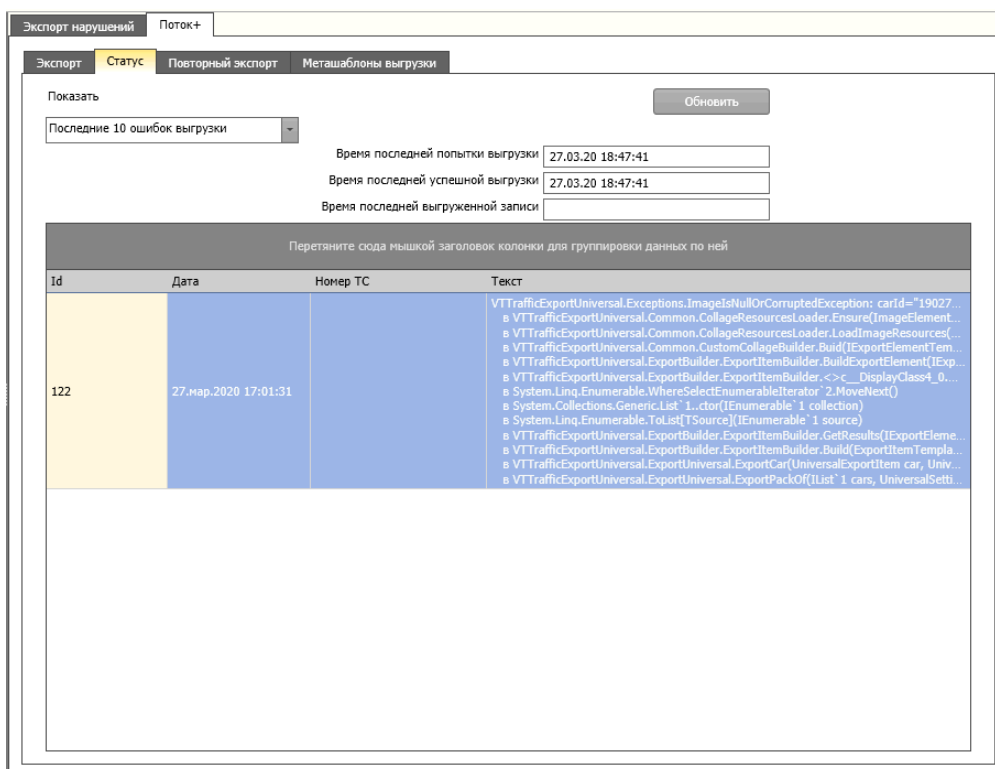 Экспорт нарушений Поток+
Экспорт Статус Повторный экспорт Меташаблоны выгрузки
Показать
Обновить
Последние 10 ошибок выгрузки
Время последней попытки выгрузки 27.03.20 18:47:41
Время последней успешной выгрузки 27.03.20 18:47:41
Время последней выгруженной записи
Перетяните сюда мышкой заголовок колонки для группировки данных по ней
Id Дата Номер ТС Текст
VTTrafficExportUniversal.Exceptions.ImageIsNullOrCorruptedException: carId="19027...
в VTTrafficExportUniversal.Common.CollageResourcesLoader.Ensure(ImageElement...
в VTTrafficExportUniversal.Common.CollageResourcesLoader.LoadImageResources(...
в VTTrafficExportUniversal.Common.CustomCollageBuilder.Buid(IExportElementTem...
в VTTrafficExportUniversal.ExportBuilder.ExportItemBuilder.BuildExportElement(IExp...
в VTTrafficExportUniversal.ExportBuilder.ExportItemBuilder.<>c__DisplayClass4_0....
122 27.мар.2020 17:01:31 в System.Linq.Enumerable.WhereSelectEnumerableIterator`2.MoveNext()
в System.Collections.Generic.List`1..ctor(IEnumerable`1 collection)
в System.Linq.Enumerable.ToList[TSource](IEnumerable`1 source)
в VTTrafficExportUniversal.ExportBuilder.ExportItemBuilder.GetResults(IExportEleme...
в VTTrafficExportUniversal.ExportBuilder.ExportItemBuilder.Build(ExportItemTempla...
в VTTrafficExportUniversal.ExportUniversal.ExportCar(UniversalExportItem car, Univ...
в VTTrafficExportUniversal.ExportUniversal.ExportPackOf(IList`1 cars, UniversalSetti...